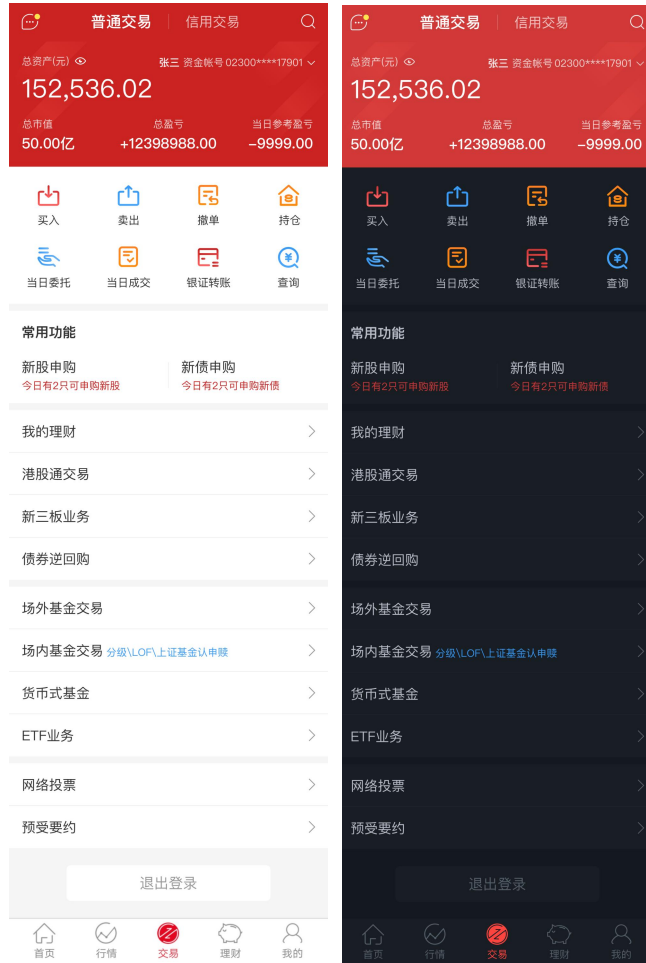 普通交易 信用交易
总资产(元) 张三 资金帐号 02300****17901
152,536.02
总市值 总盈亏 当日参考盈亏
50.00亿 +12398988.00 -9999.00
买入 卖出 撤单 持仓
当日委托 当日成交 银证转账 查询
常用功能
新股申购 新债申购
今日有2只可申购新股 今日有2只可申购新债
我的理财
港股通交易
新三板业务
债券逆回购
场外基金交易
场内基金交易 分级\LOF\上证基金认申赎
货币式基金
ETF业务
网络投票
预受要约
退出登录
首页 行情 交易 理财 我的
普通交易 信用交易
总资产(元) 张三 资金帐号 02300****17901
152,536.02
总市值 总盈亏 当日参考盈亏
50.00亿 +12398988.00 -9999.00
买入 卖出 撤单 持仓
当日委托 当日成交 银证转账 查询
常用功能
新股申购 新债申购
今日有2只可申购新股 今日有2只可申购新债
我的理财
港股通交易
新三板业务
债券逆回购
场外基金交易
场内基金交易 分级\LOF\上证基金认申赎
货币式基金
ETF业务
网络投票
预受要约
退出登录
首页 行情 交易 理财 我的